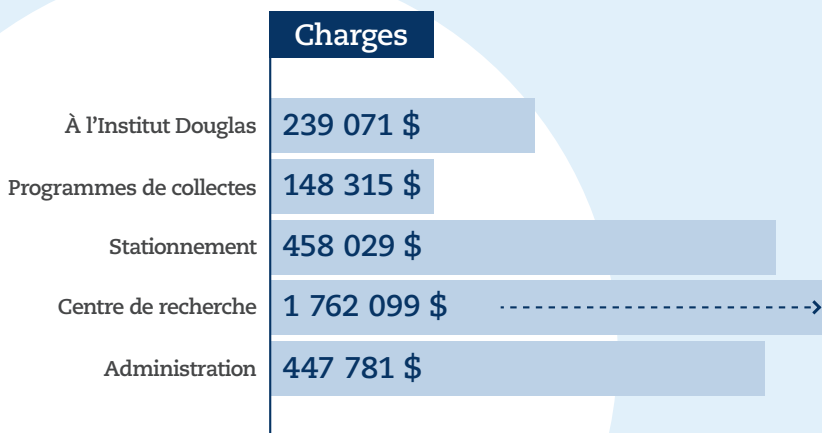 Charges
À l'Institut Douglas 239 071 $
Programmes de collectes 148 315 $
Stationnement 458 029 $
Centre de recherche 1 762 099 $
Administration 447 781 $